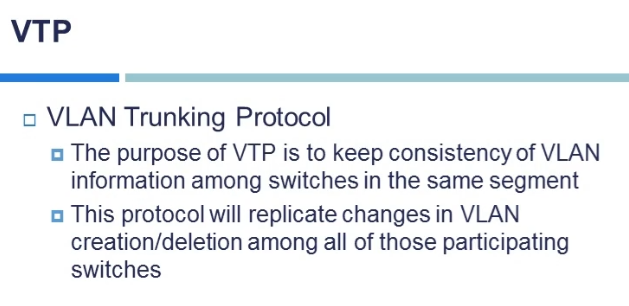 VTP
VLAN Trunking Protocol
The purpose of VTP is to keep consistency of VLAN
information among switches in the same segment
This protocol will replicate changes in VLAN
creation/deletion among all of those participating
switches